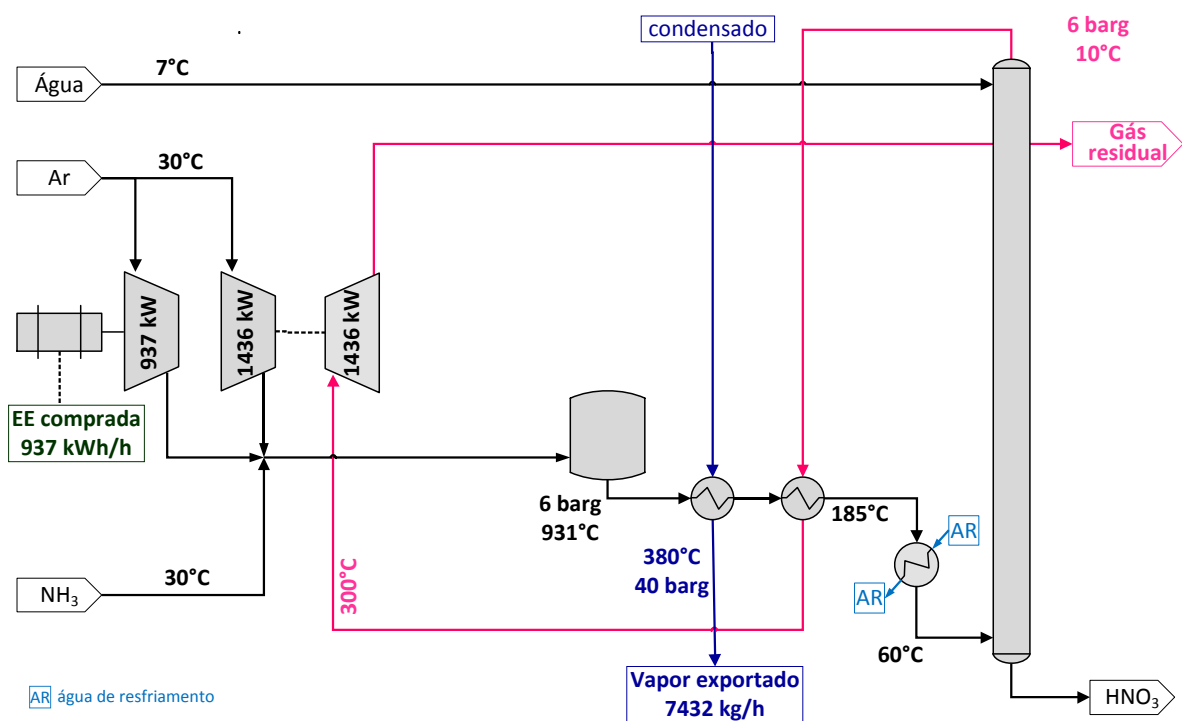 condensado
6 barg
10°C
7°C
Água
Gás
residual
30°C
Ar
937 kW
1436 kW
1436 kW
EE comprada
937 kWh/h
6 barg
931°C
185°C
AR
380°C
40 barg
300°C
30°C
NH₃
AR
60°C
Vapor exportado
7432 kg/h
AR água de resfriamento
HNO₃